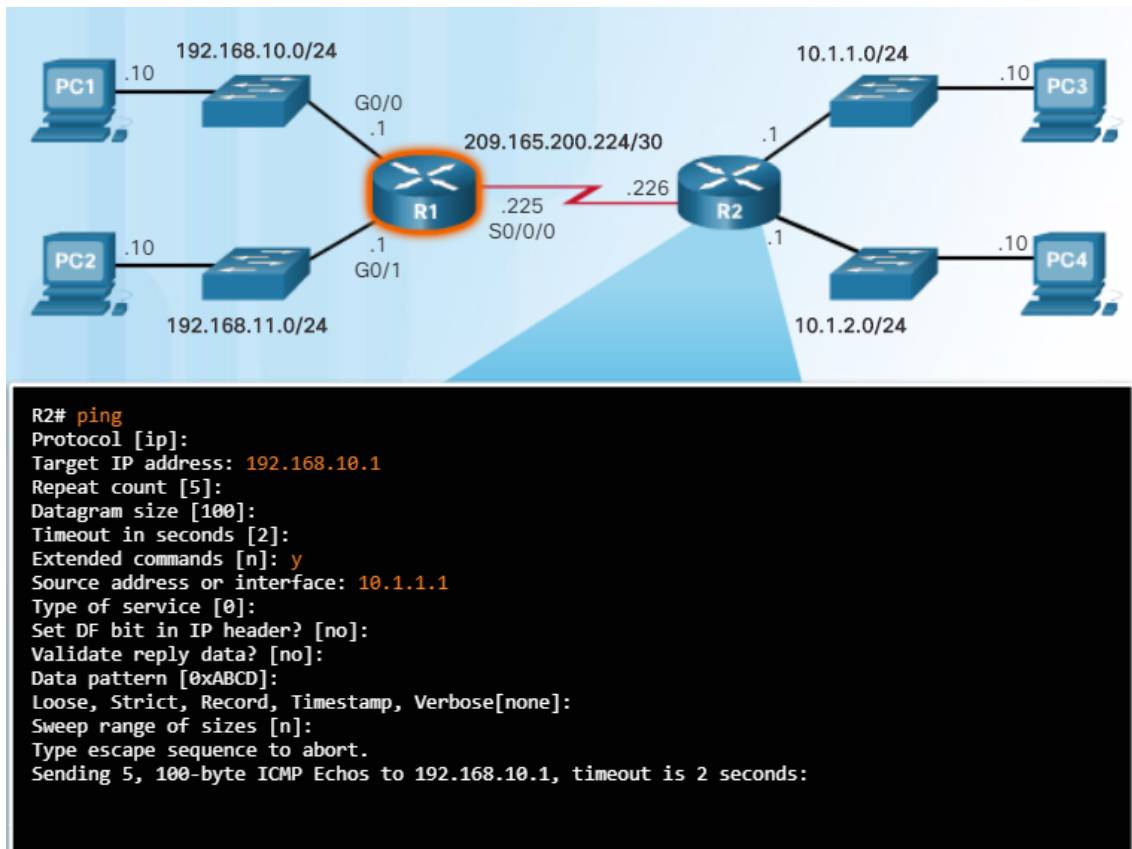 192.168.10.0/24
10.1.1.0/24
PC1
.10
.10
PC3
G0/0
.1
209.165.200.224/30
.1
R1
.225
S0/0/0
.226
R2
PC2
.10
.1
G0/1
.1
.10
PC4
192.168.11.0/24
10.1.2.0/24
R2# ping
Protocol [ip]:
Target IP address: 192.168.10.1
Repeat count [5]:
Datagram size [100]:
Timeout in seconds [2]:
Extended commands [n]: y
Source address or interface: 10.1.1.1
Type of service [0]:
Set DF bit in IP header? [no]:
Validate reply data? [no]:
Data pattern [0xABCD]:
Loose, Strict, Record, Timestamp, Verbose[none]:
Sweep range of sizes [n]:
Type escape sequence to abort.
Sending 5, 100-byte ICMP Echos to 192.168.10.1, timeout is 2 seconds: